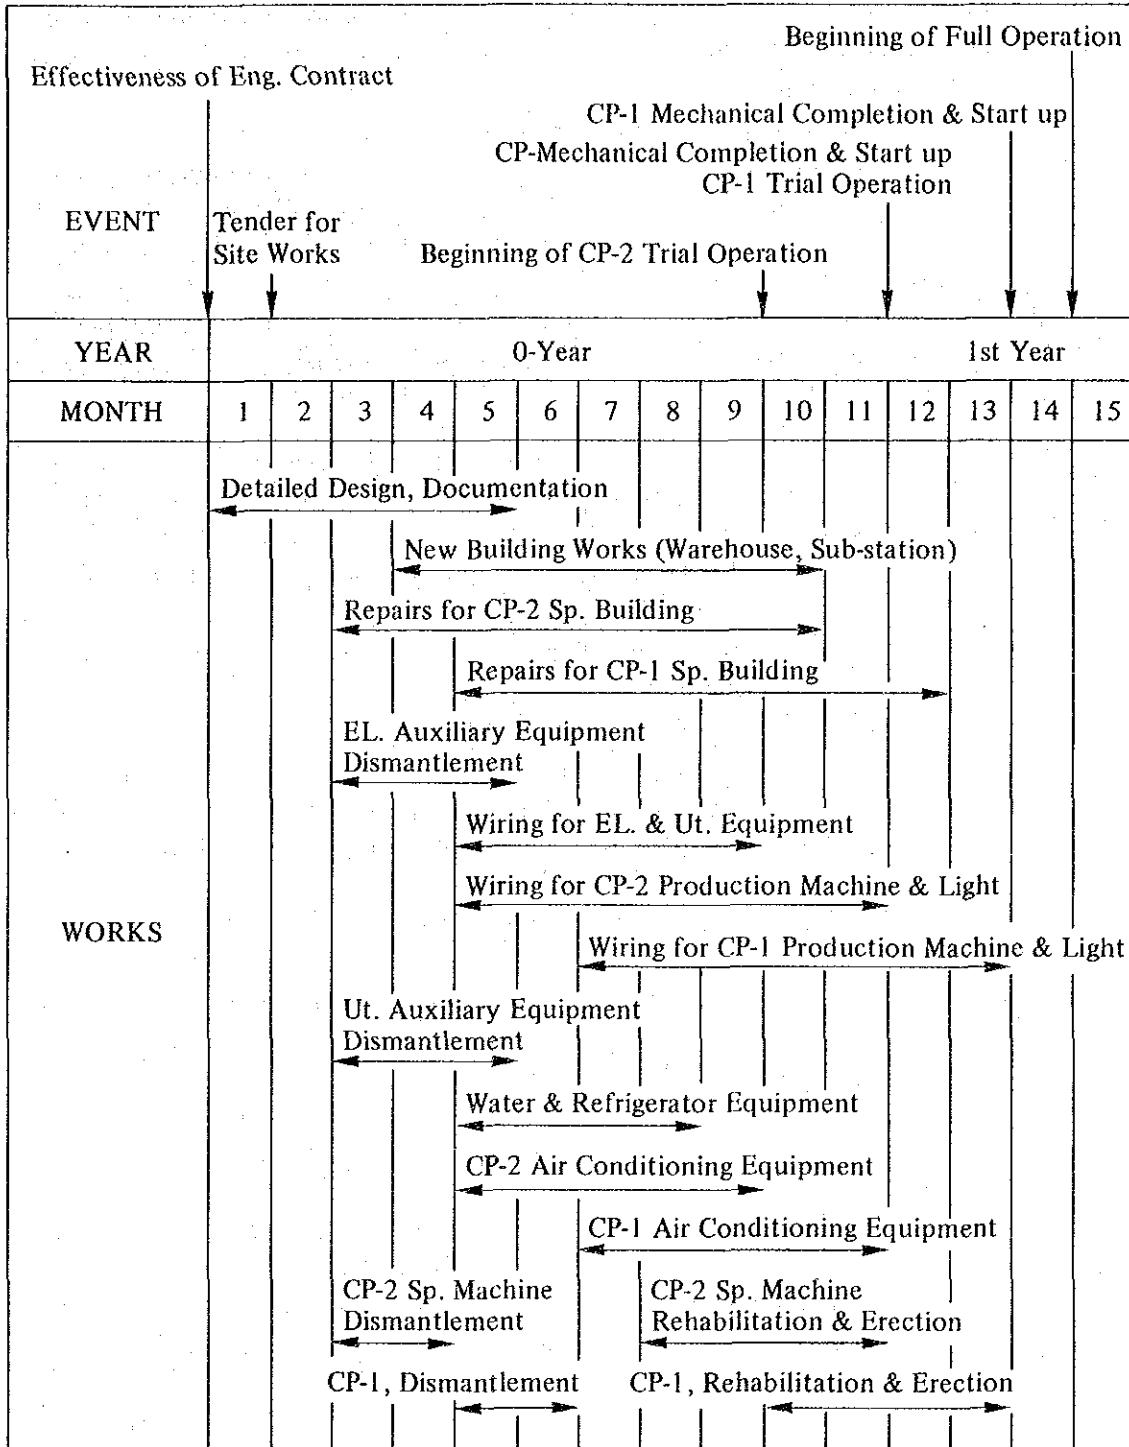 Beginning of Full Operation
Effectiveness of Eng. Contract
CP-1 Mechanical Completion & Start up
CP-Mechanical Completion & Start up
CP-1 Trial Operation
EVENT
Tender for
Site Works
Beginning of CP-2 Trial Operation
YEAR 0-Year 1st Year
MONTH 1 2 3 4 5 6 7 8 9 10 11 12 13 14 15
Detailed Design, Documentation
New Building Works (Warehouse, Sub-station)
Repairs for CP-2 Sp. Building
Repairs for CP-1 Sp. Building
EL. Auxiliary Equipment
Dismantlement
Wiring for EL. & Ut. Equipment
Wiring for CP-2 Production Machine & Light
WORKS
Wiring for CP-1 Production Machine & Light
Ut. Auxiliary Equipment
Dismantlement
Water & Refrigerator Equipment
CP-2 Air Conditioning Equipment
CP-1 Air Conditioning Equipment
CP-2 Sp. Machine
Dismantlement
CP-2 Sp. Machine
Rehabilitation & Erection
CP-1, Dismantlement
CP-1, Rehabilitation & Erection